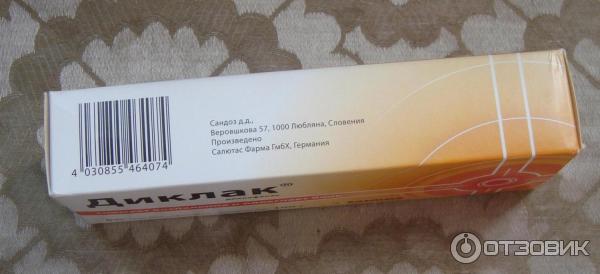 Сандоз д.д.,
Веровшкова 57, 1000 Любляна, Словения
Произведено
Салютас Фарма ГмбХ, Германия
4 030855 464074
Диклак®
ОТЗОВИК